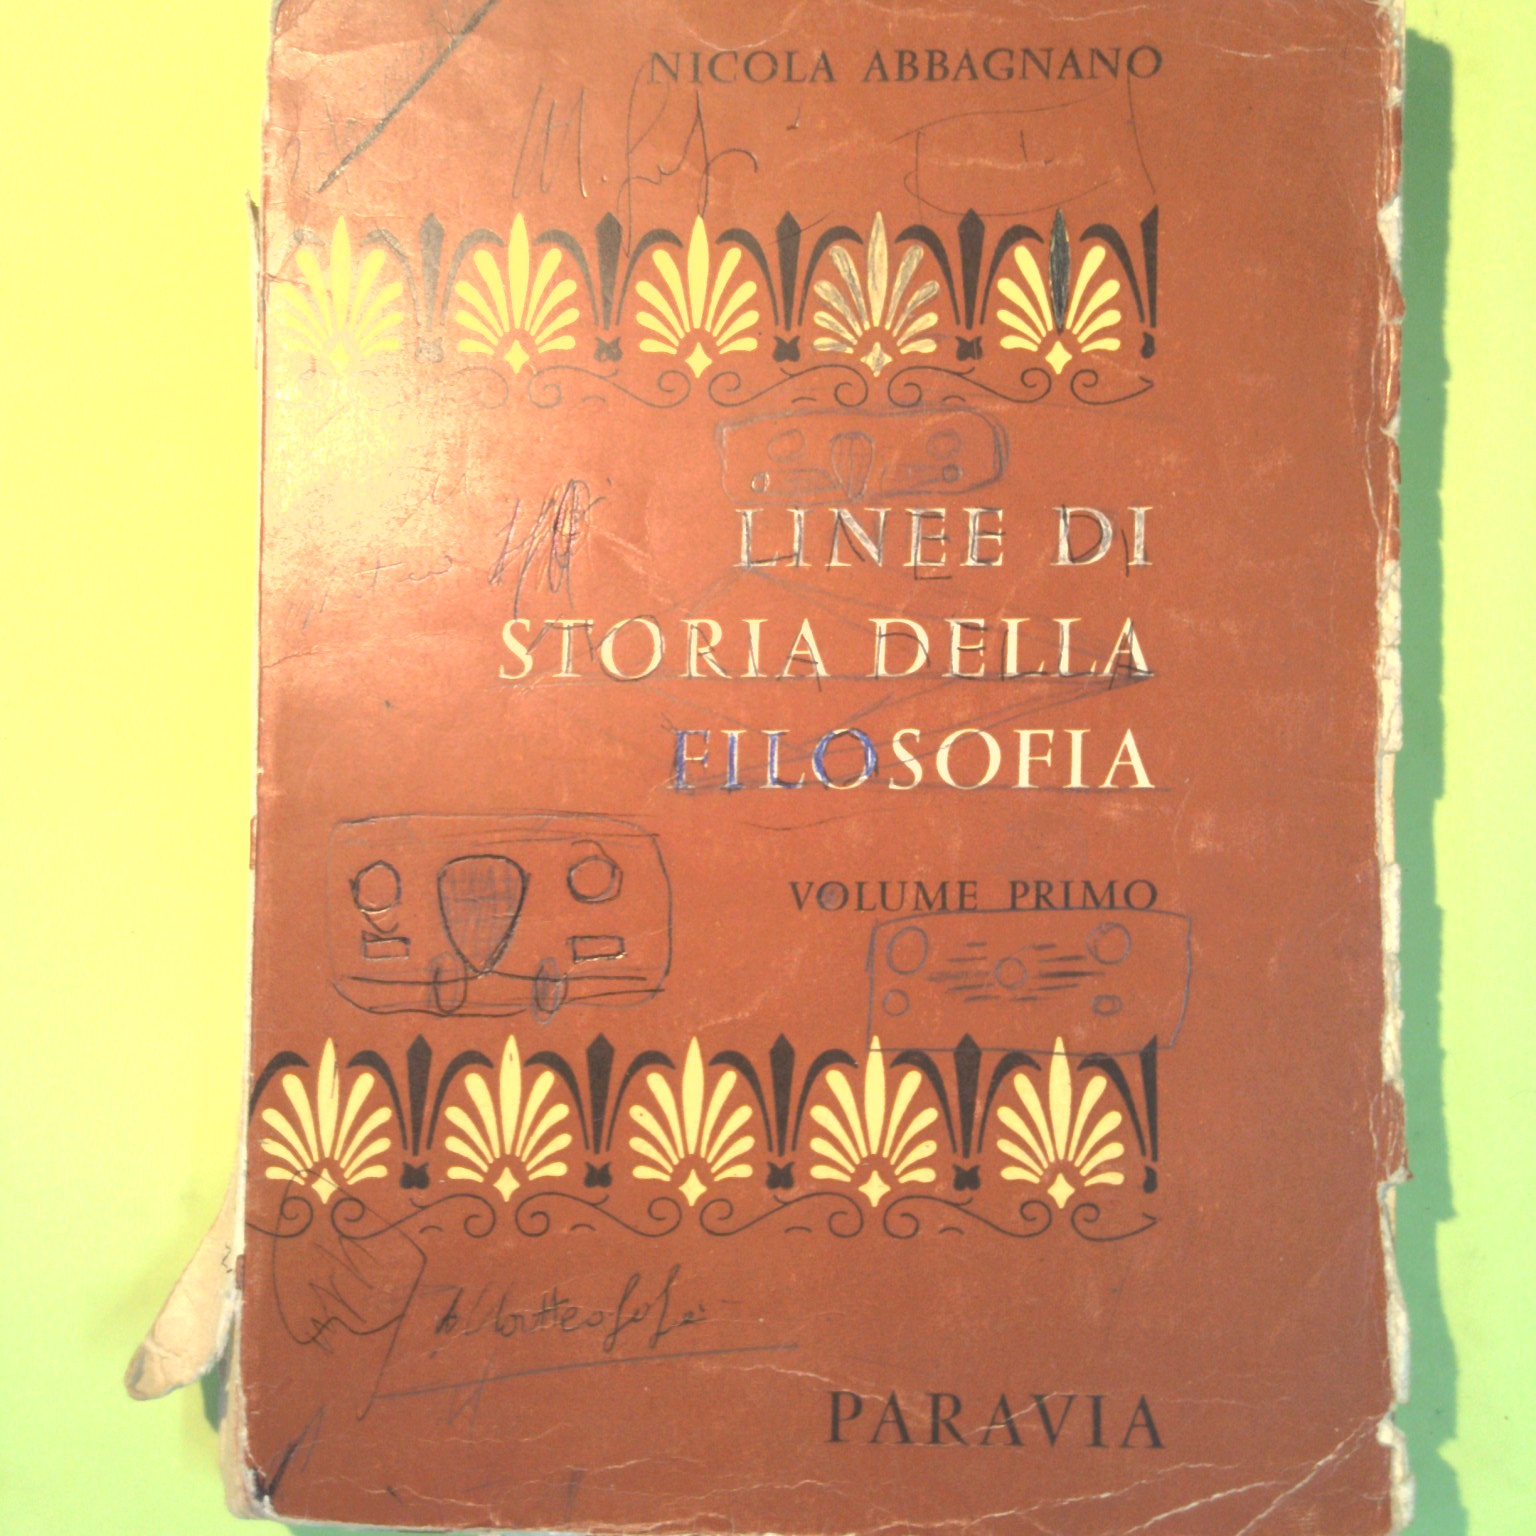 NICOLA ABBAGNANO
LINEE DI
STORIA DELLA
FILOSOFIA
VOLUME PRIMO
PARAVIA